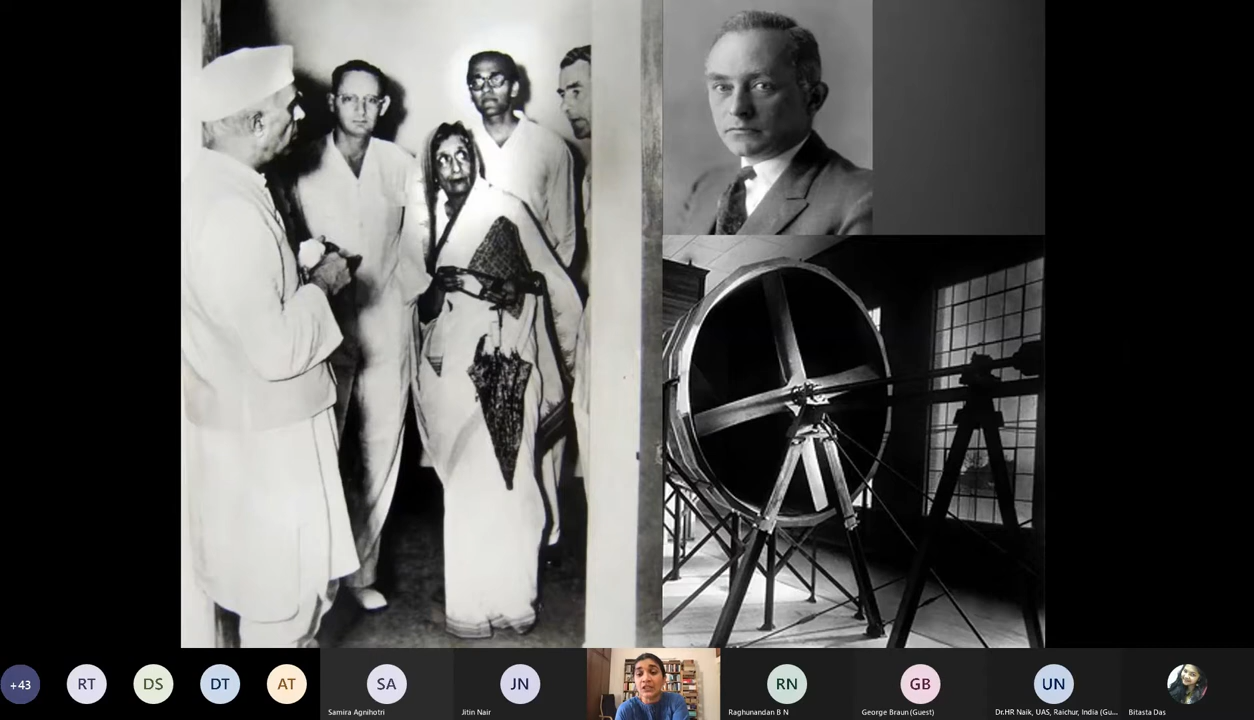 +43
RT
DS
DT
AT
SA
JN
RN
GB
UN
Samira Agnihotri
Jitin Nair
Raghunandan B N
George Braun (Guest)
Dr.HR Naik, UAS, Raichur, India (Gu...
Bitasta Das